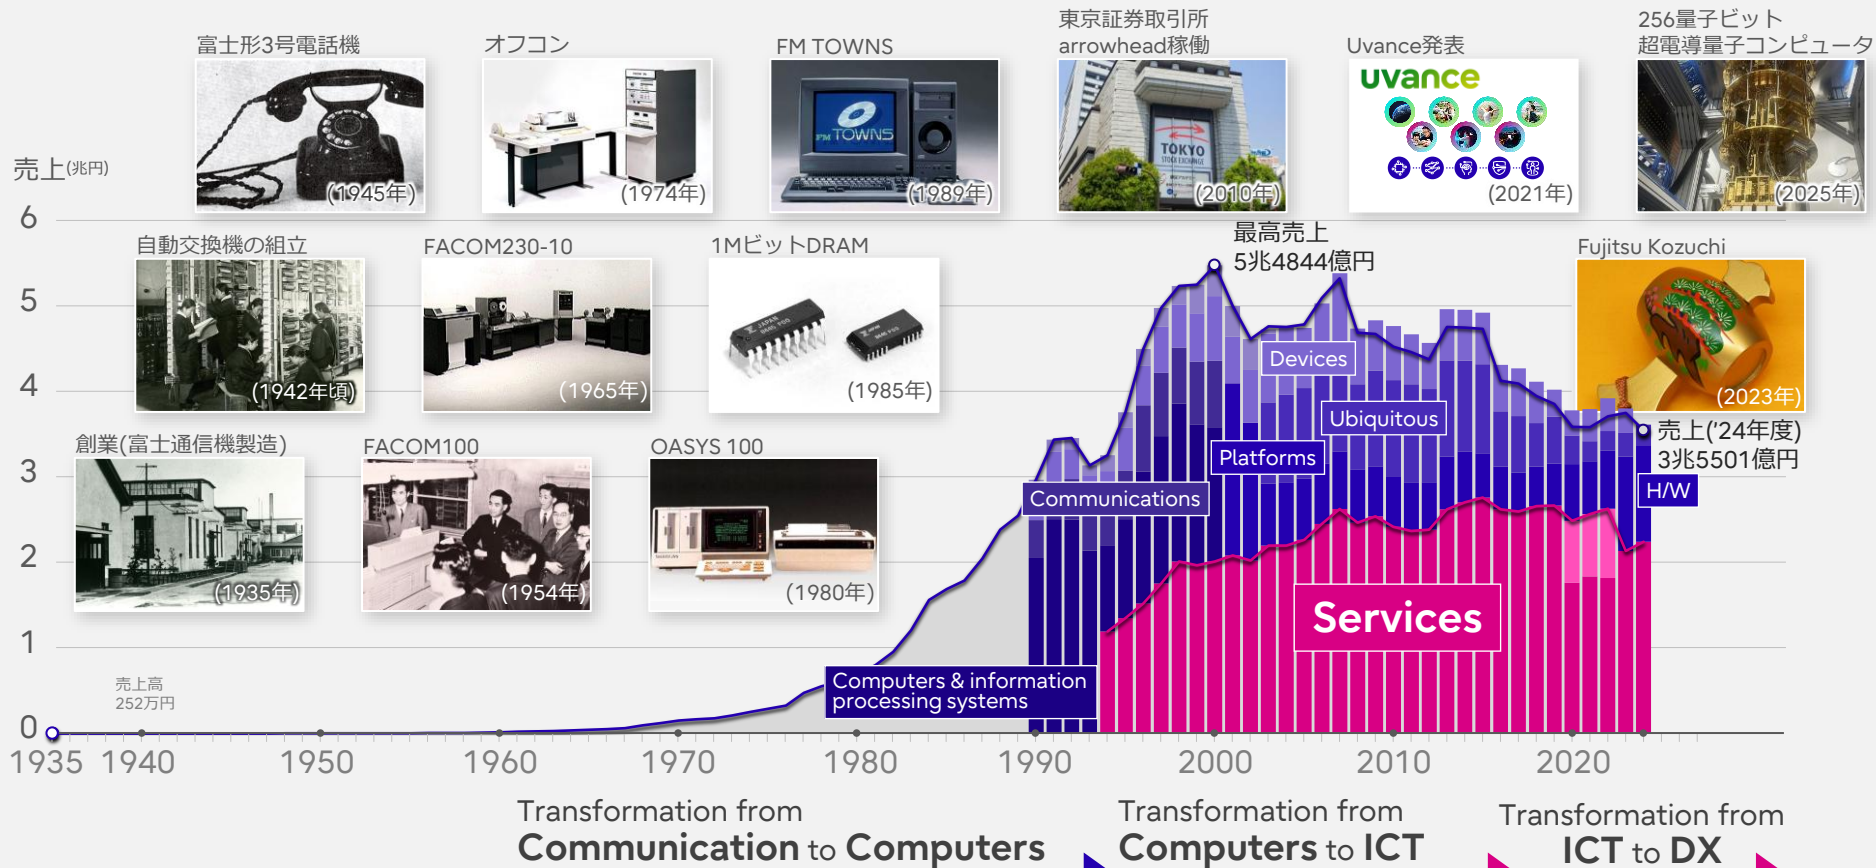 富士形3号電話機
(1945年)
オフコン
(1974年)
FM TOWNS
FM TOWNS
(1989年)
東京証券取引所
arrowhead稼働
TOKYO
STOCK EXCHANGE
(2010年)
Uvance発表
uvance
(2021年)
256量子ビット
超電導量子コンピュータ
(2025年)
売上(兆円)
6
5
4
3
2
1
0
自動交換機の組立
(1942年頃)
FACOM230-10
(1965年)
1MビットDRAM
JAPAN
(1985年)
最高売上
5兆4844億円
Fujitsu Kozuchi
(2023年)
創業(富士通信機製造)
(1935年)
FACOM100
(1954年)
OASYS 100
(1980年)
売上('24年度)
3兆5501億円
Devices
Ubiquitous
Platforms
Communications
H/W
Services
Computers & information
processing systems
売上高
252万円
1935 1940 1950 1960 1970 1980 1990 2000 2010 2020
Transformation from
Communication to Computers
Transformation from
Computers to ICT
Transformation from
ICT to DX